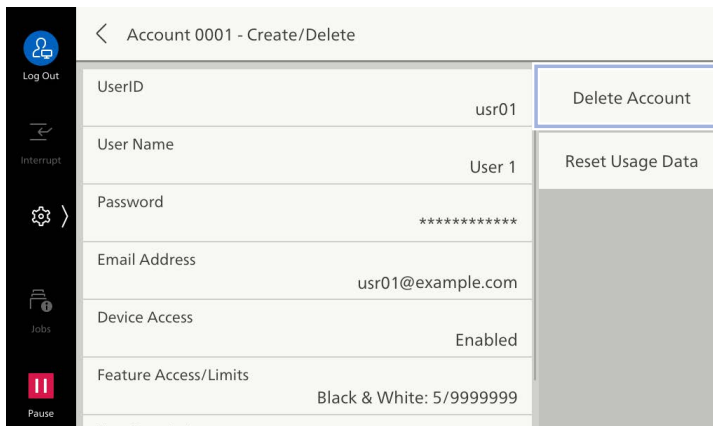 Account 0001 - Create/Delete
Log Out
Interrupt
Jobs
Pause
UserID
usr01
User Name
User 1
Password
************
Email Address
usr01@example.com
Device Access
Enabled
Feature Access/Limits
Black & White: 5/9999999
Delete Account
Reset Usage Data